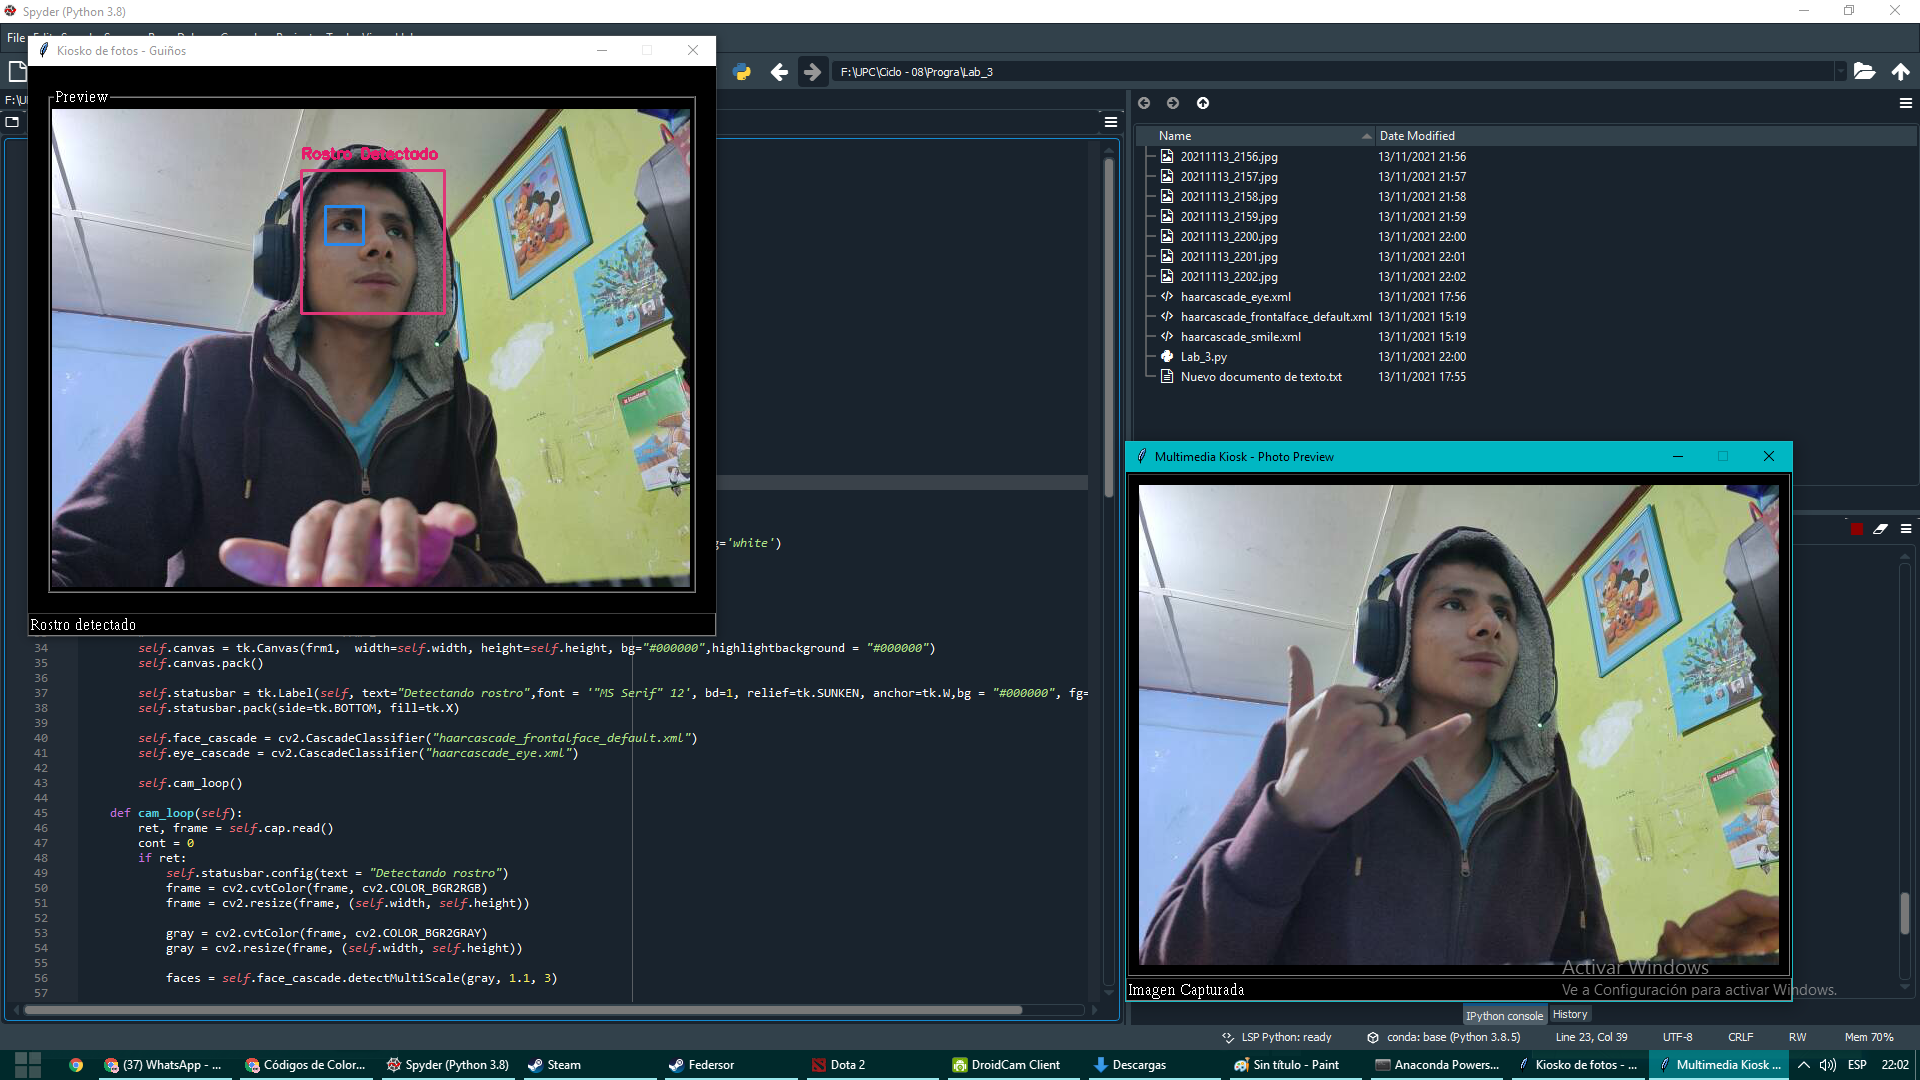 Spyder (Python 3.8)
File
Kiosko de fotos - Guiños
F:\UPC\Ciclo - 08\Progra\Lab_3
Preview
Rostro Detectado
Rostro detectado
g='white')
34 self.canvas = tk.Canvas(frm1,  width=self.width, height=self.height, bg="#000000",highlightbackground = "#000000")
35 self.canvas.pack()
36
37 self.statusbar = tk.Label(self, text="Detectando rostro",font = '"MS Serif" 12', bd=1, relief=tk.SUNKEN, anchor=tk.W,bg = "#000000", fg=
38 self.statusbar.pack(side=tk.BOTTOM, fill=tk.X)
39
40 self.face_cascade = cv2.CascadeClassifier("haarcascade_frontalface_default.xml")
41 self.eye_cascade = cv2.CascadeClassifier("haarcascade_eye.xml")
42
43 self.cam_loop()
44
45 def cam_loop(self):
46 ret, frame = self.cap.read()
47 cont = 0
48 if ret:
49 self.statusbar.config(text = "Detectando rostro")
50 frame = cv2.cvtColor(frame, cv2.COLOR_BGR2RGB)
51 frame = cv2.resize(frame, (self.width, self.height))
52
53 gray = cv2.cvtColor(frame, cv2.COLOR_BGR2GRAY)
54 gray = cv2.resize(frame, (self.width, self.height))
55
56 faces = self.face_cascade.detectMultiScale(gray, 1.1, 3)
57
Name Date Modified
20211113_2156.jpg 13/11/2021 21:56
20211113_2157.jpg 13/11/2021 21:57
20211113_2158.jpg 13/11/2021 21:58
20211113_2159.jpg 13/11/2021 21:59
20211113_2200.jpg 13/11/2021 22:00
20211113_2201.jpg 13/11/2021 22:01
20211113_2202.jpg 13/11/2021 22:02
haarcascade_eye.xml 13/11/2021 17:56
haarcascade_frontalface_default.xml 13/11/2021 15:19
haarcascade_smile.xml 13/11/2021 15:19
Lab_3.py 13/11/2021 22:00
Nuevo documento de texto.txt 13/11/2021 17:55
Multimedia Kiosk - Photo Preview
Imagen Capturada
Activar Windows
Ve a Configuración para activar Windows.
IPython console History
LSP Python: ready conda: base (Python 3.8.5) Line 23, Col 39 UTF-8 CRLF RW Mem 70%
(37) WhatsApp - ... Códigos de Color... Spyder (Python 3.8) Steam Federsor Dota 2 DroidCam Client Descargas Sin título - Paint Anaconda Powers... Kiosko de fotos - ... Multimedia Kiosk ... ESP 22:02